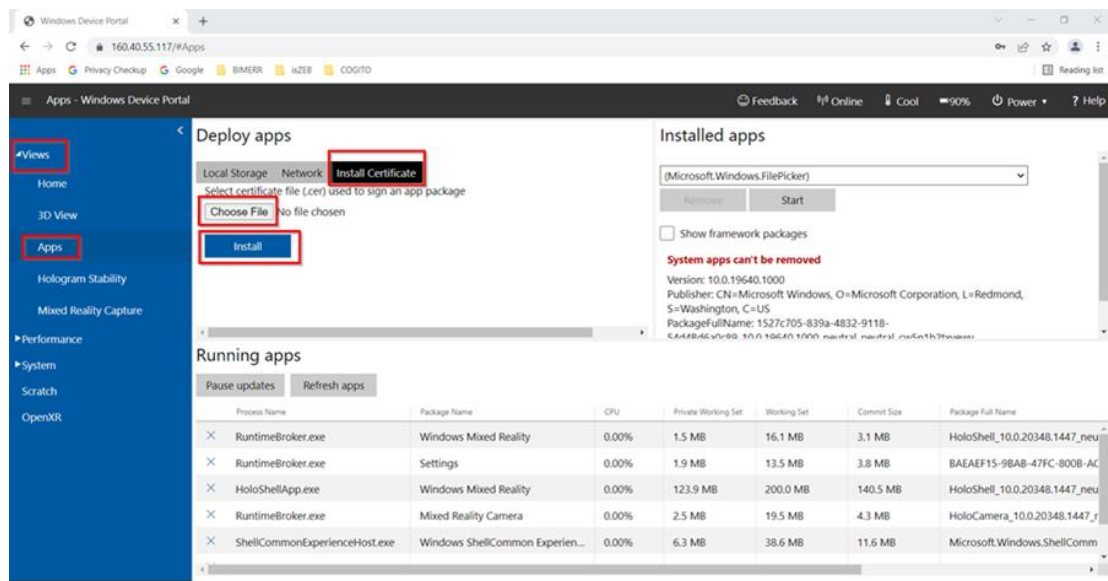 Windows Device Portal
160.40.55.117/#Apps
Apps G Privacy Checkup G Google BIMERR isZEB COGITO Reading list
Apps - Windows Device Portal Feedback Online Cool 90% Power ? Help
Views
Home
3D View
Apps
Hologram Stability
Mixed Reality Capture
Performance
System
Scratch
OpenXR
Deploy apps
Local Storage Network Install Certificate
Select certificate file (.cer) used to sign an app package
Choose File No file chosen
Install
Installed apps
(Microsoft.Windows.FilePicker)
Remove Start
Show framework packages
System apps can't be removed
Version: 10.0.19640.1000
Publisher: CN=Microsoft Windows, O=Microsoft Corporation, L=Redmond,
S=Washington, C=US
PackageFullName: 1527c705-839a-4832-9118-
Running apps
Pause updates Refresh apps
Process Name Package Name CPU Private Working Set Working Set Commit Size Package Full Name
RuntimeBroker.exe Windows Mixed Reality 0.00% 1.5 MB 16.1 MB 3.1 MB HoloShell_10.0.20348.1447_neu
RuntimeBroker.exe Settings 0.00% 1.9 MB 13.5 MB 3.8 MB BAEAEF15-9BAB-47FC-800B-AC
HoloShellApp.exe Windows Mixed Reality 0.00% 123.9 MB 200.0 MB 140.5 MB HoloShell_10.0.20348.1447_neu
RuntimeBroker.exe Mixed Reality Camera 0.00% 2.5 MB 19.5 MB 4.3 MB HoloCamera_10.0.20348.1447_r
ShellCommonExperienceHost.exe Windows ShellCommon Experien... 0.00% 6.3 MB 38.6 MB 11.6 MB Microsoft.Windows.ShellComm